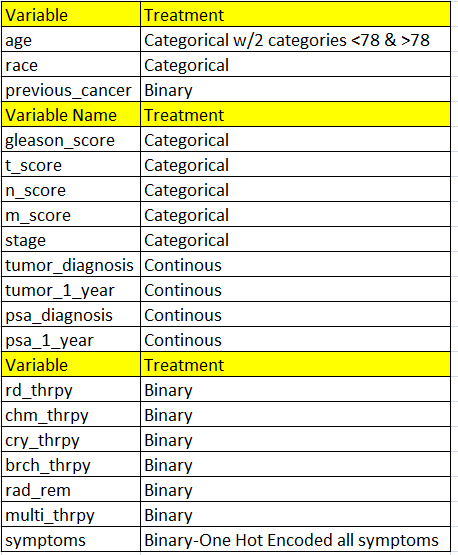 Variable Treatment
age Categorical w/2 categories <78 & >78
race Categorical
previous_cancer Binary
Variable Name Treatment
gleason_score Categorical
t_score Categorical
n_score Categorical
m_score Categorical
stage Categorical
tumor_diagnosis Continous
tumor_1_year Continous
psa_diagnosis Continous
psa_1_year Continous
Variable Treatment
rd_thrpy Binary
chm_thrpy Binary
cry_thrpy Binary
brch_thrpy Binary
rad_rem Binary
multi_thrpy Binary
symptoms Binary-One Hot Encoded all symptoms